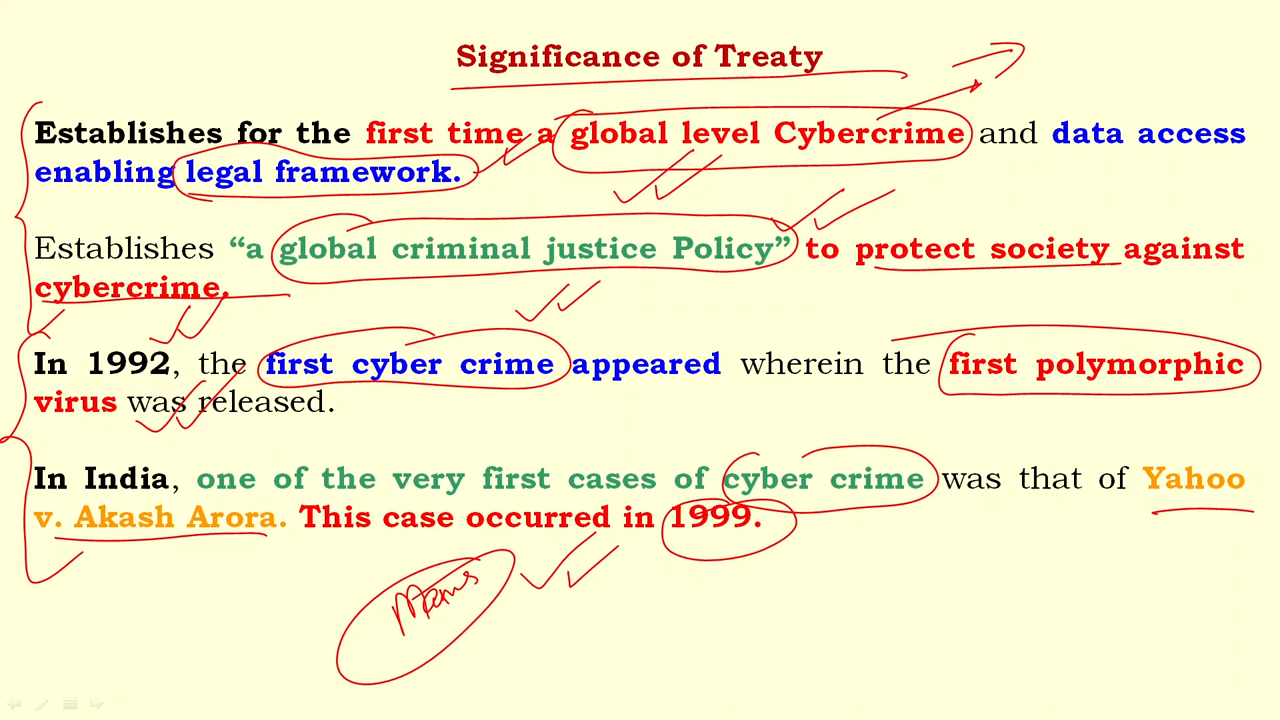 Significance of Treaty
Establishes for the first time a global level Cybercrime and data access
enabling legal framework.
Establishes “a global criminal justice Policy” to protect society against
cybercrime.
In 1992, the first cyber crime appeared wherein the first polymorphic
virus was released.
In India, one of the very first cases of cyber crime was that of Yahoo
v. Akash Arora. This case occurred in 1999.